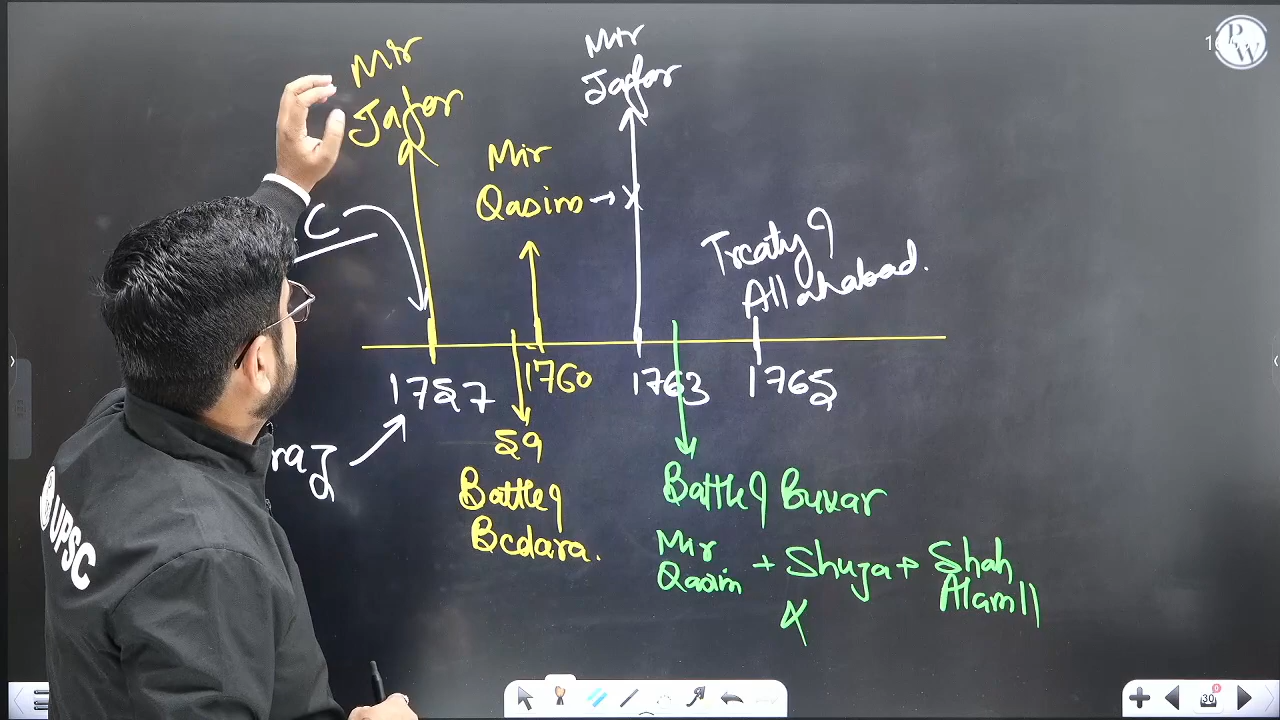 Mir
Jafar
Mir
Jafar
Mir
Qasim → X
C
Treaty of
Allahabad.
1757
1760
1763
1765
raj
59
Battle of
Bedara.
Battle of Buxar
Mir
Qasim + Shuja + Shah
Alam II
X
UPSC
30